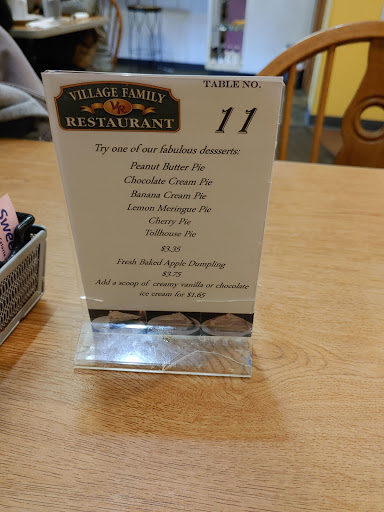 TABLE NO.
VILLAGE FAMILY
VR
RESTAURANT
11
Try one of our fabulous dessserts:
Peanut Butter Pie
Chocolate Cream Pie
Banana Cream Pie
Lemon Meringue Pie
Cherry Pie
Tollhouse Pie
$3.35
Fresh Baked Apple Dumpling
$3.75
Add a scoop of creamy vanilla or chocolate
ice cream for $1.65